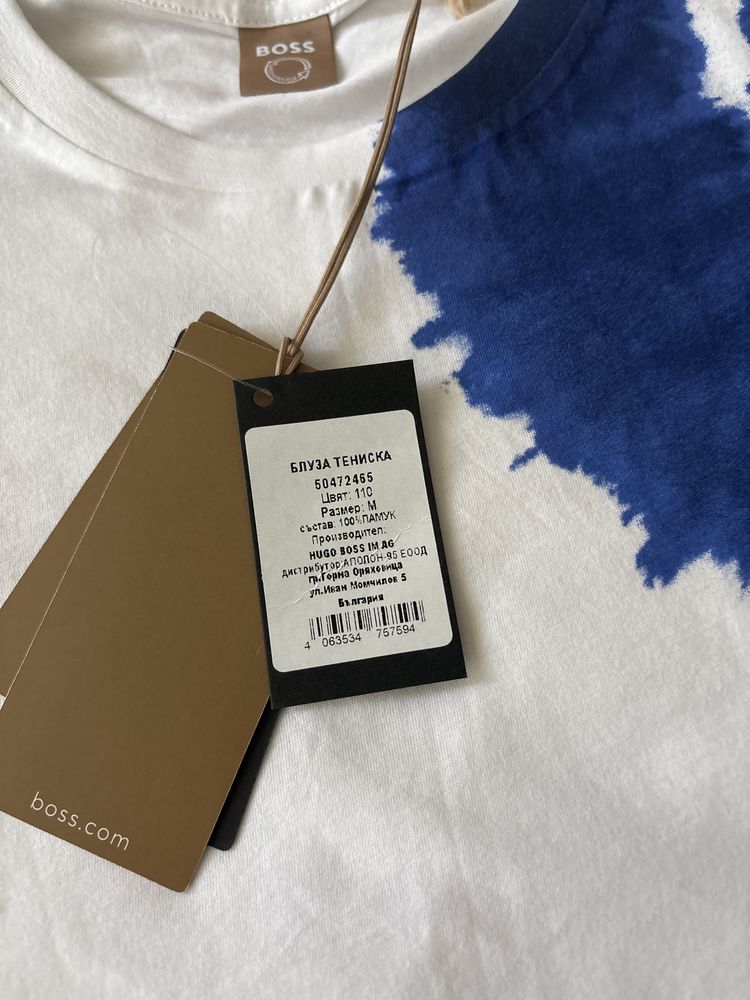 BOSS
БЛУЗА ТЕНИСКА
50472465
Цвят: 110
Размер: M
състав: 100%ПАМУК
Производител:
HUGO BOSS IM AG
дистрибутор:АПОЛОН-95 ЕООД
гр.Горна Оряховица
ул.Иван Момчилов 5
България
4 063534 757594
boss.com